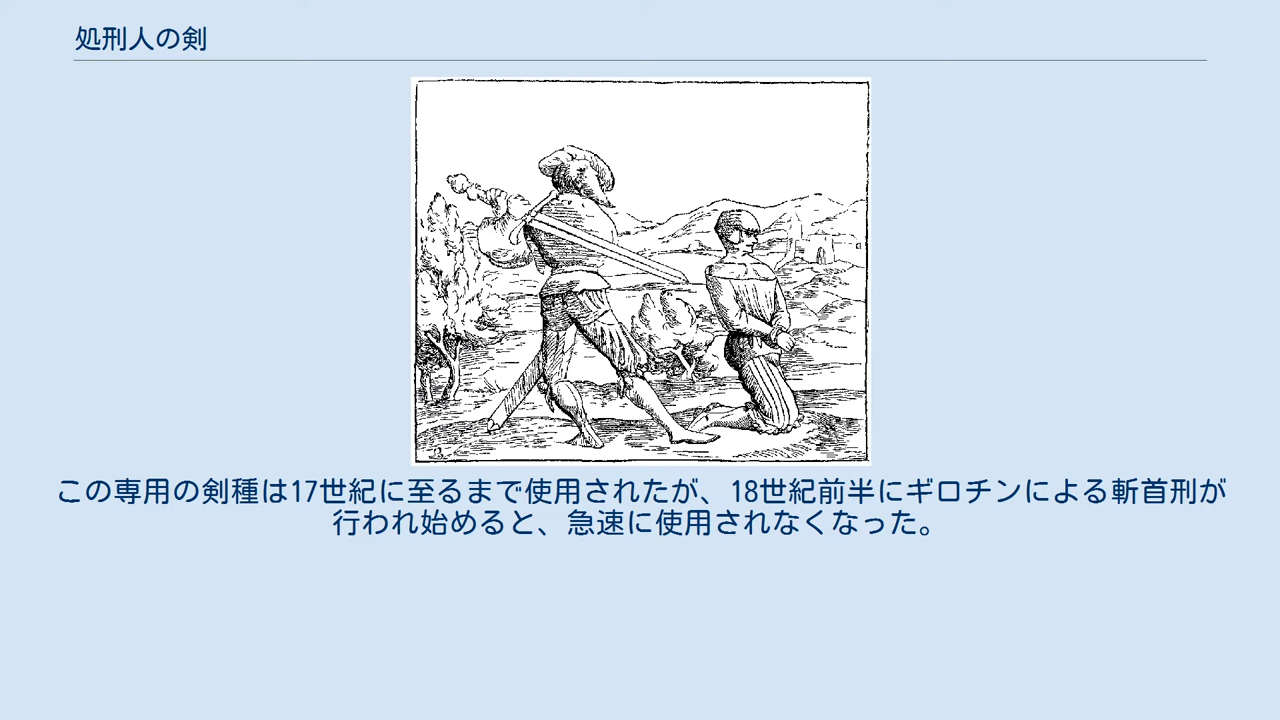 処刑人の剣
この専用の剣種は17世紀に至るまで使用されたが、18世紀前半にギロチンによる斬首刑が
行われ始めると、急速に使用されなくなった。